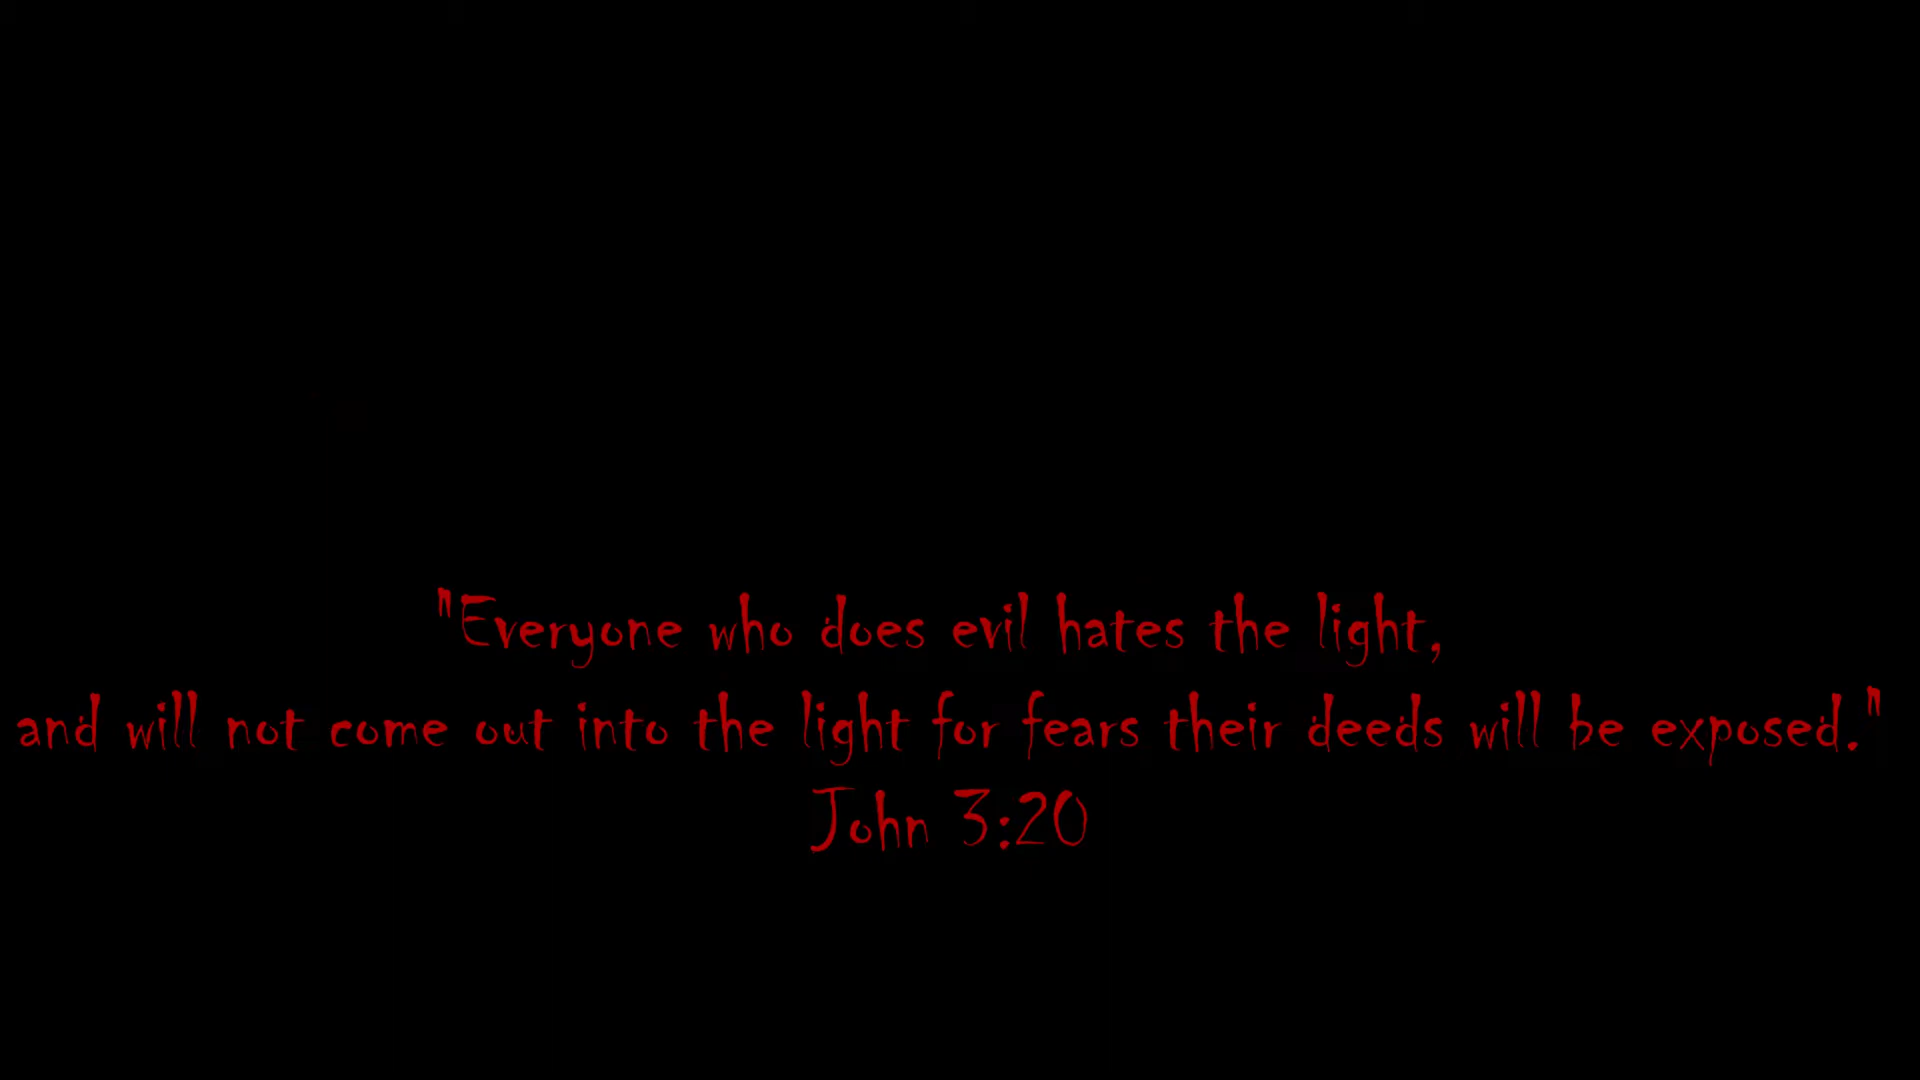 "Everyone who does evil hates the light,
and will not come out into the light for fears their deeds will be exposed."
John 3:20